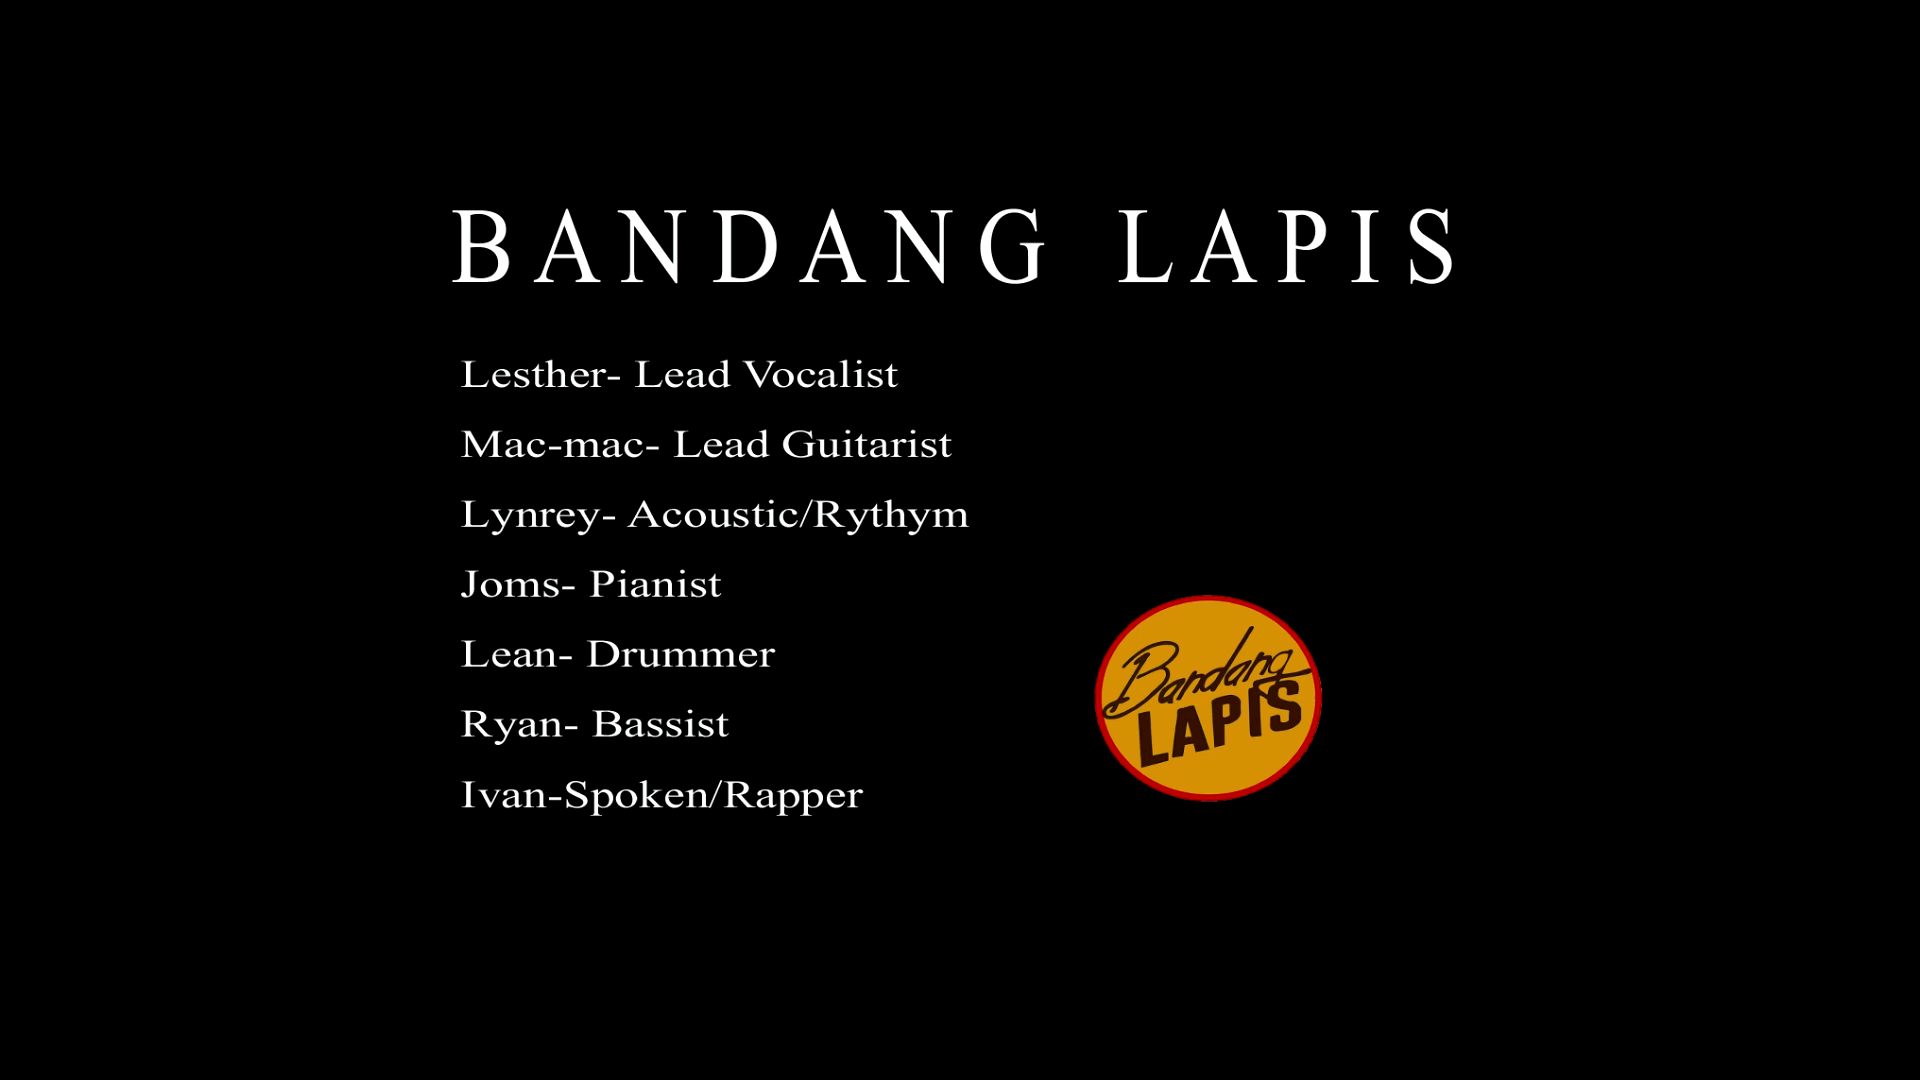 BANDANG LAPIS
Lesther- Lead Vocalist
Mac-mac- Lead Guitarist
Lynrey- Acoustic/Rythym
Joms- Pianist
Lean- Drummer
Ryan- Bassist
Ivan-Spoken/Rapper
Bandang
LAPIS